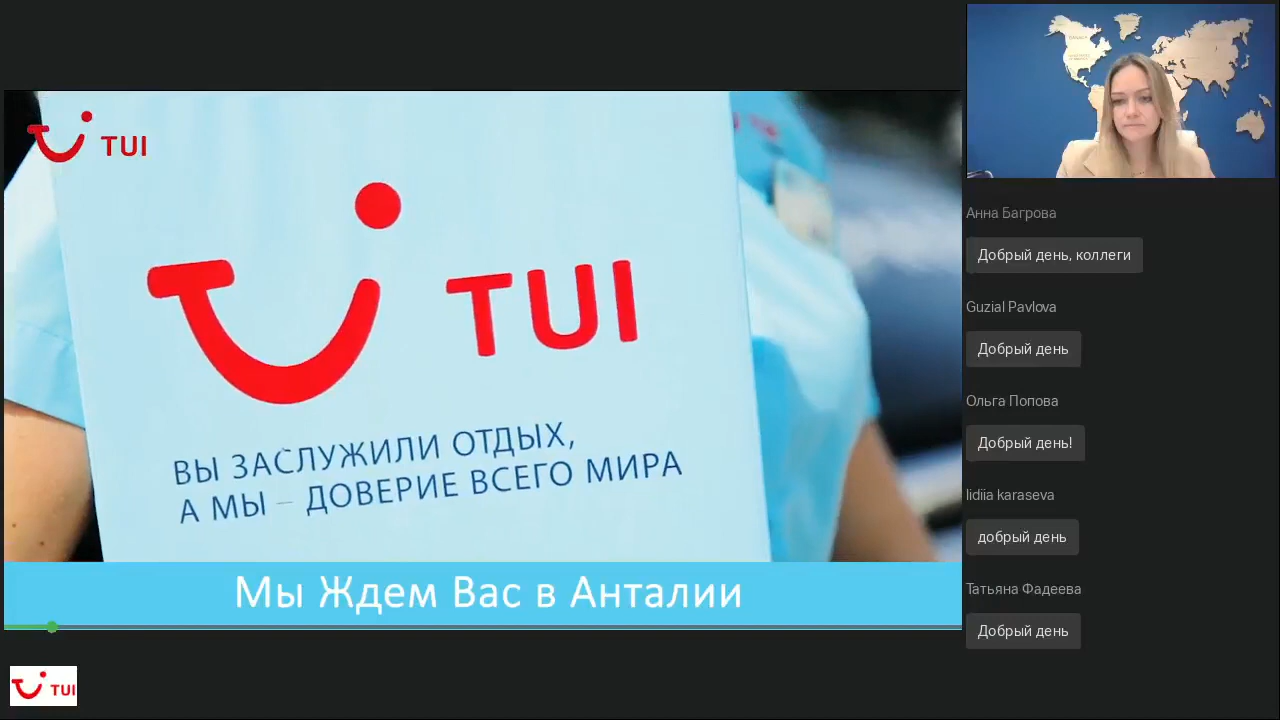 TUI
TUI
ВЫ ЗАСЛУЖИЛИ ОТДЫХ,
А МЫ – ДОВЕРИЕ ВСЕГО МИРА
Мы Ждем Вас в Анталии
TUI
Анна Багрова
Добрый день, коллеги
Guzial Pavlova
Добрый день
Ольга Попова
Добрый день!
lidiia karaseva
добрый день
Татьяна Фадеева
Добрый день